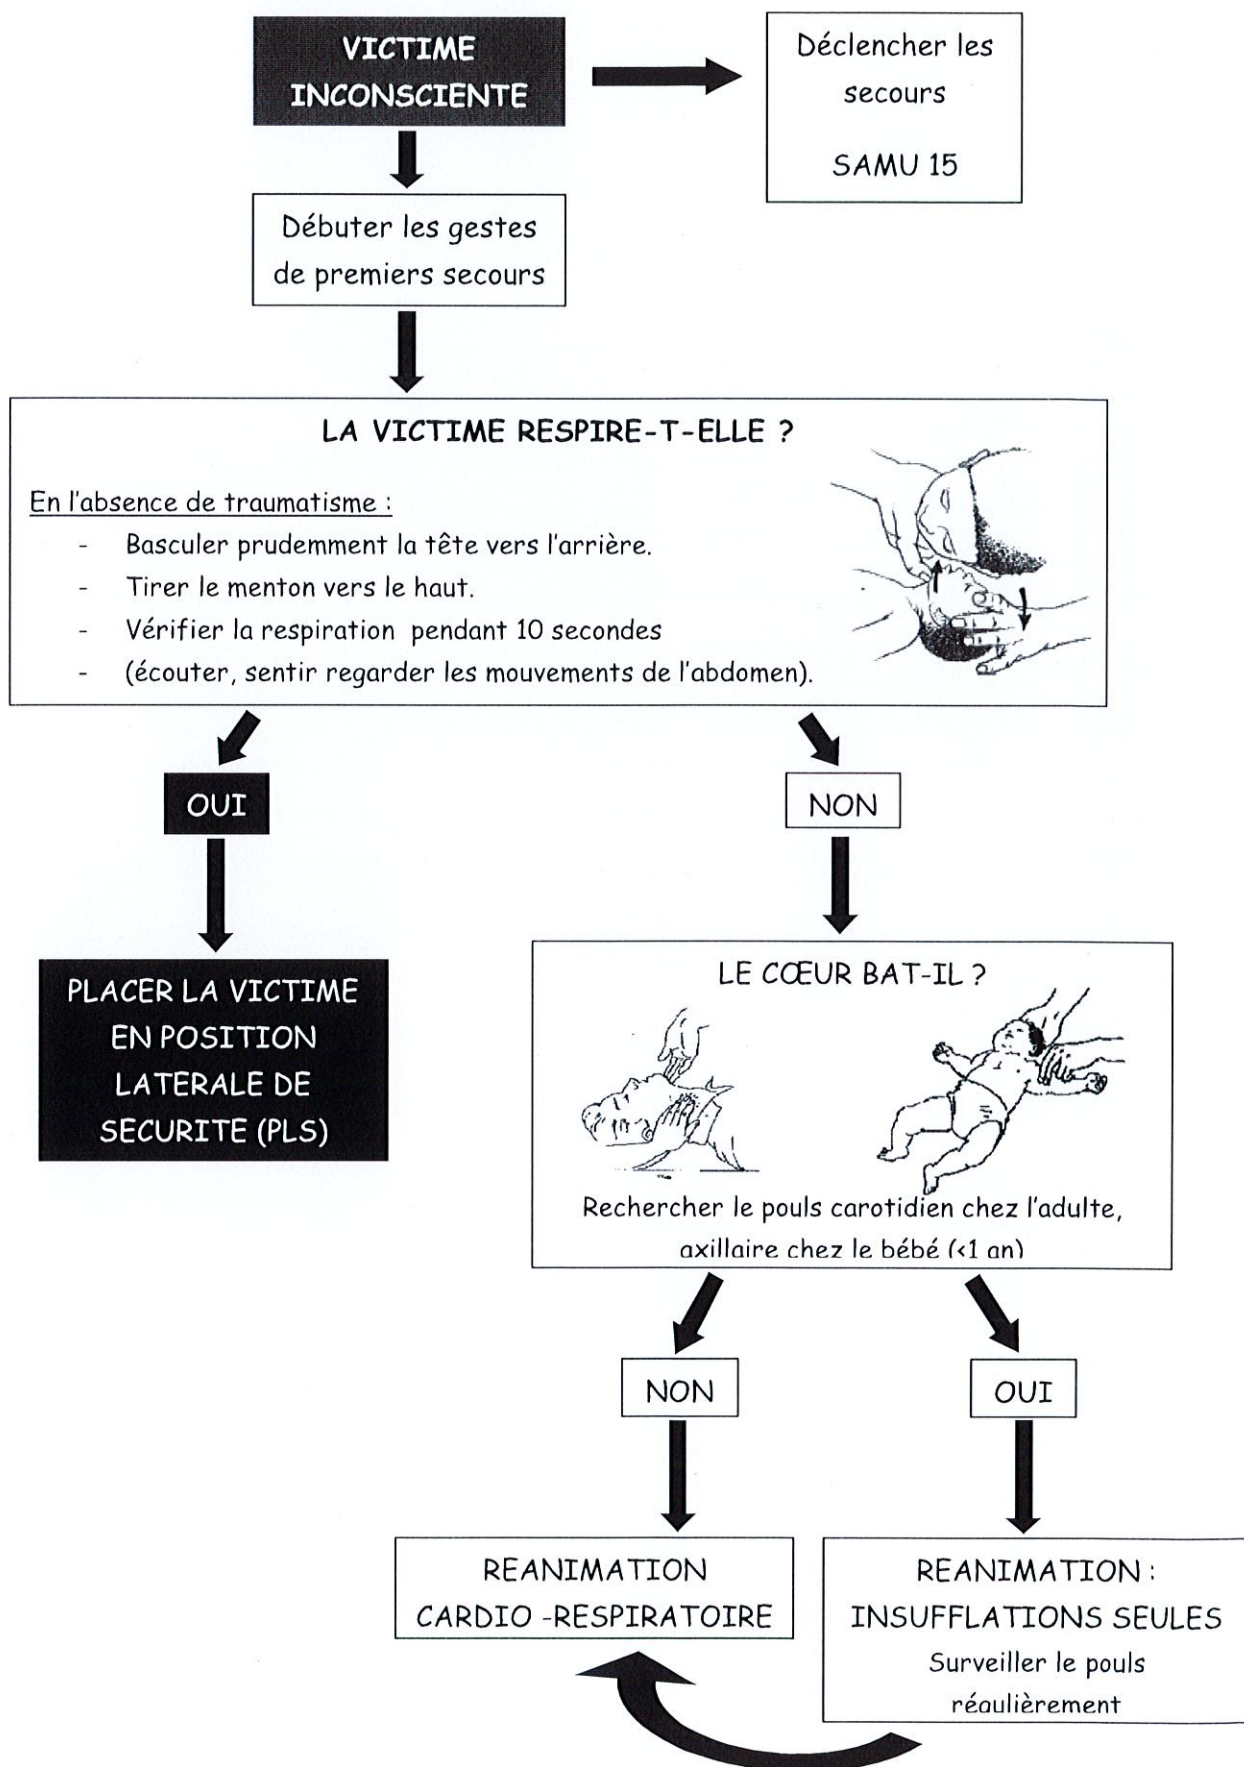 VICTIME
INCONSCIENTE
Déclencher les
secours
SAMU 15
Débuter les gestes
de premiers secours
LA VICTIME RESPIRE-T-ELLE ?
En l'absence de traumatisme :
- Basculer prudemment la tête vers l'arrière.
- Tirer le menton vers le haut.
- Vérifier la respiration pendant 10 secondes
- (écouter, sentir regarder les mouvements de l'abdomen).
OUI
NON
PLACER LA VICTIME
EN POSITION
LATERALE DE
SECURITE (PLS)
LE CŒUR BAT-IL ?
Rechercher le pouls carotidien chez l'adulte,
axillaire chez le bébé (<1 an)
NON
OUI
REANIMATION
CARDIO -RESPIRATOIRE
REANIMATION :
INSUFFLATIONS SEULES
Surveiller le pouls
régulièrement